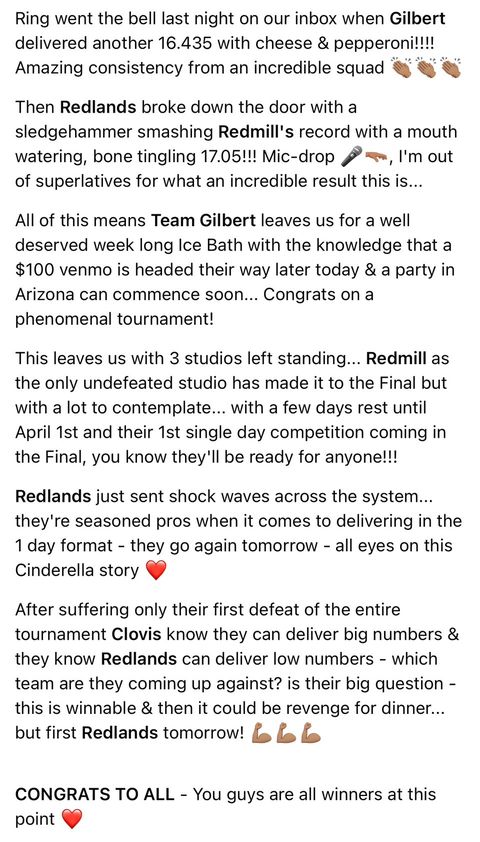 Ring went the bell last night on our inbox when Gilbert
delivered another 16.435 with cheese & pepperoni!!!!
Amazing consistency from an incredible squad 👏🏽👏🏽👏🏽
Then Redlands broke down the door with a
sledgehammer smashing Redmill's record with a mouth
watering, bone tingling 17.05!!! Mic-drop 🎤🫳🏽, I'm out
of superlatives for what an incredible result this is...
All of this means Team Gilbert leaves us for a well
deserved week long Ice Bath with the knowledge that a
$100 venmo is headed their way later today & a party in
Arizona can commence soon... Congrats on a
phenomenal tournament!
This leaves us with 3 studios left standing... Redmill as
the only undefeated studio has made it to the Final but
with a lot to contemplate... with a few days rest until
April 1st and their 1st single day competition coming in
the Final, you know they'll be ready for anyone!!!
Redlands just sent shock waves across the system...
they're seasoned pros when it comes to delivering in the
1 day format - they go again tomorrow - all eyes on this
Cinderella story ❤️
After suffering only their first defeat of the entire
tournament Clovis know they can deliver big numbers &
they know Redlands can deliver low numbers - which
team are they coming up against? is their big question -
this is winnable & then it could be revenge for dinner...
but first Redlands tomorrow! 💪🏽💪🏽💪🏽
CONGRATS TO ALL - You guys are all winners at this
point ❤️